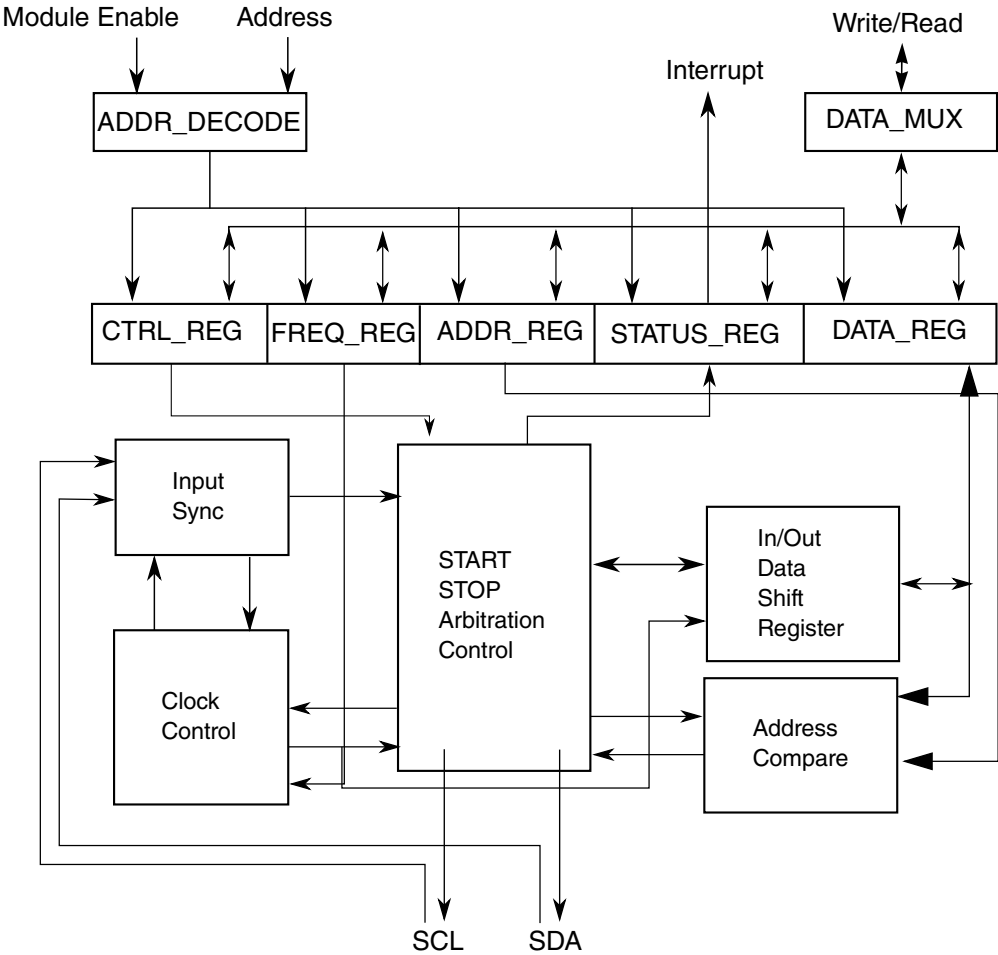 Module Enable
Address
Write/Read
Interrupt
ADDR_DECODE
DATA_MUX
CTRL_REG
FREQ_REG
ADDR_REG
STATUS_REG
DATA_REG
Input
Sync
START
STOP
Arbitration
Control
In/Out
Data
Shift
Register
Clock
Control
Address
Compare
SCL
SDA